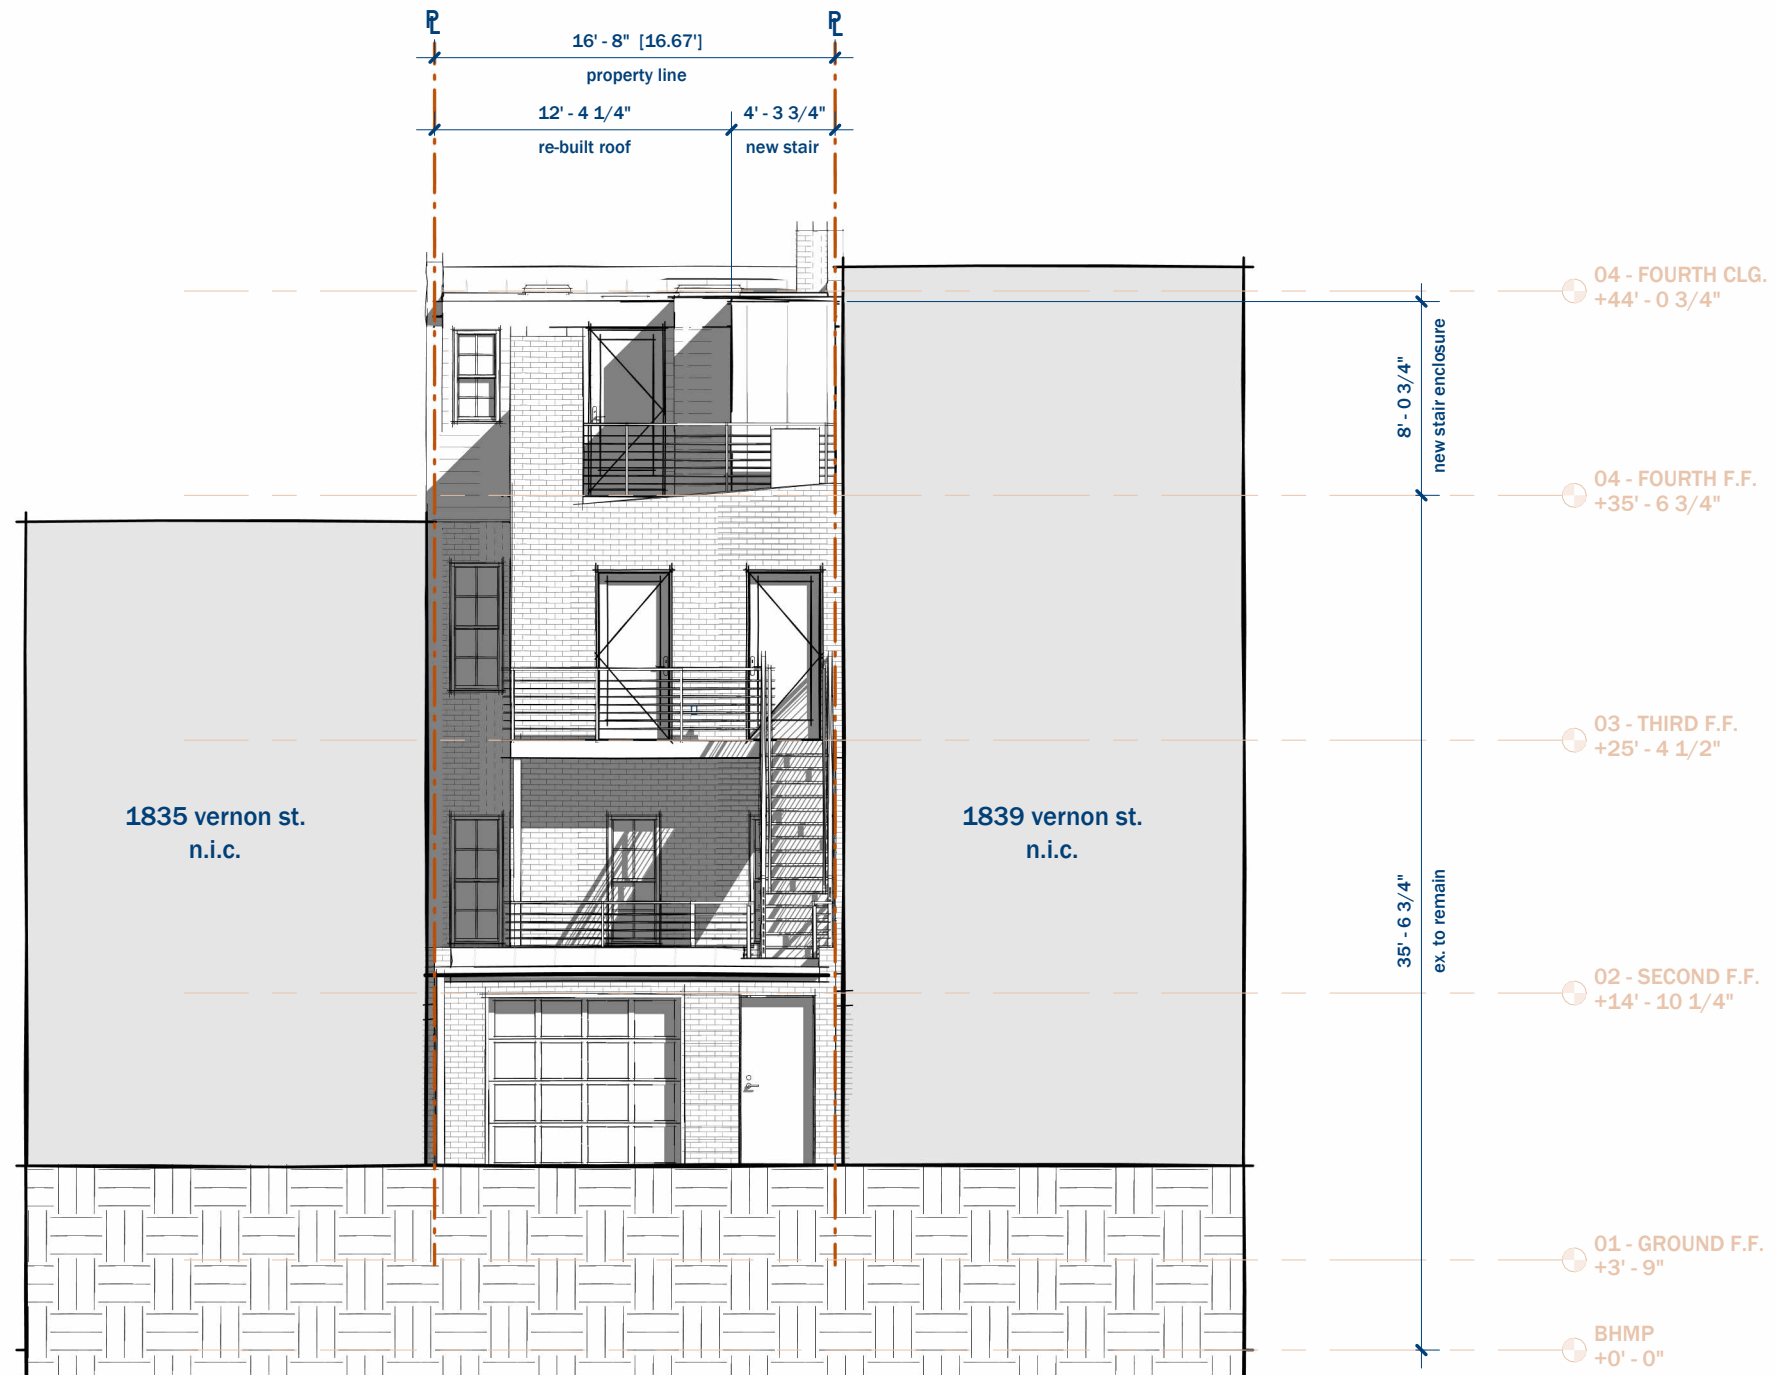 PL
PL
16' - 8" [16.67']
property line
12' - 4 1/4"
4' - 3 3/4"
re-built roof
new stair
04 - FOURTH CLG.
+44' - 0 3/4"
8' - 0 3/4"
new stair enclosure
04 - FOURTH F.F.
+35' - 6 3/4"
03 - THIRD F.F.
+25' - 4 1/2"
1835 vernon st.
n.i.c.
1839 vernon st.
n.i.c.
35' - 6 3/4"
ex. to remain
02 - SECOND F.F.
+14' - 10 1/4"
01 - GROUND F.F.
+3' - 9"
BHMP
+0' - 0"